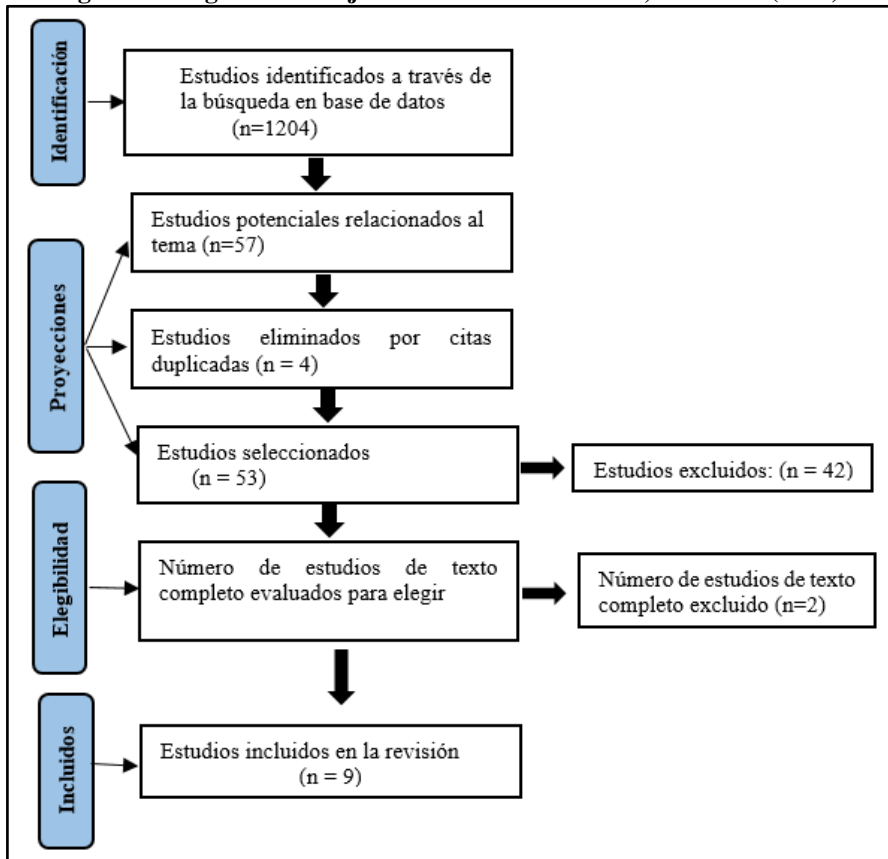 Identificación
Estudios identificados a través de
la búsqueda en base de datos
(n=1204)
Proyecciones
Estudios potenciales relacionados al
tema (n=57)
Estudios eliminados por citas
duplicadas (n = 4)
Estudios seleccionados
(n = 53)
Estudios excluidos: (n = 42)
Elegibilidad
Número de estudios de texto
completo evaluados para elegir
Número de estudios de texto
completo excluido (n=2)
Incluidos
Estudios incluidos en la revisión
(n = 9)